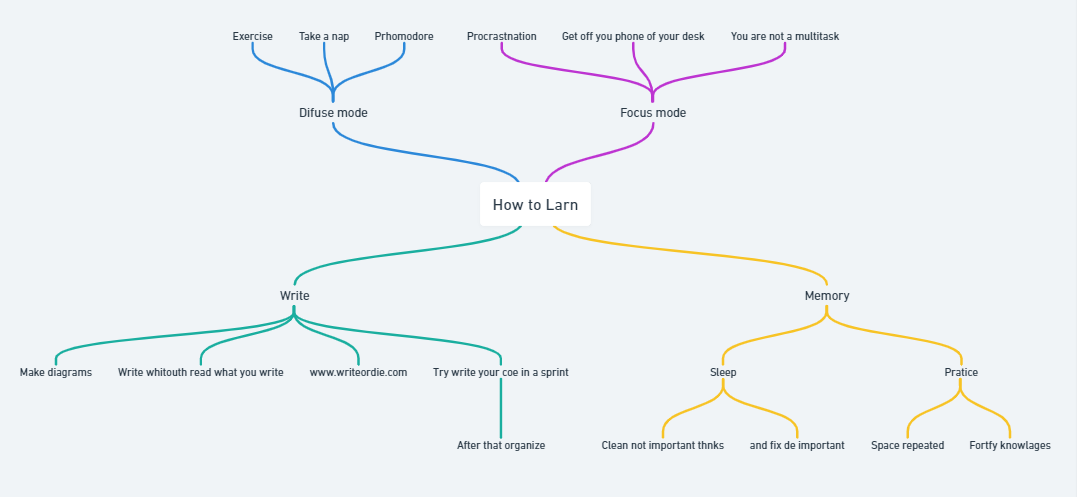 Exercise
Take a nap
Prhomodore
Procrastnation
Get off you phone of your desk
You are not a multitask
Difuse mode
Focus mode
How to Larn
Write
Memory
Make diagrams
Write whitouth read what you write
www.writeordie.com
Try write your coe in a sprint
Sleep
Pratice
After that organize
Clean not important thnks
and fix de important
Space repeated
Fortfy knowlages